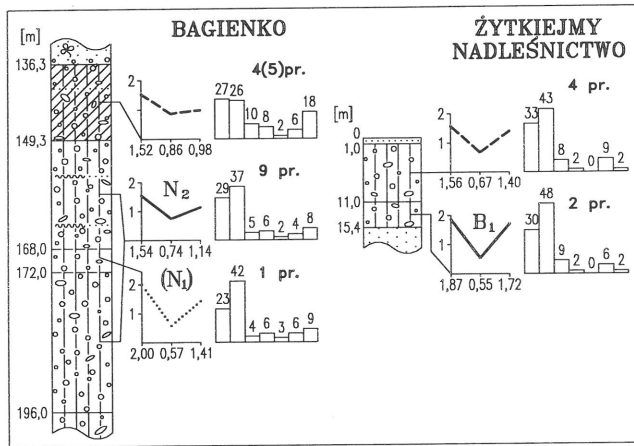 BAGIENKO
[m]
136,3
149,3
168,0
172,0
196,0
4(5)pr.
2
1
1,52 0,86 0,98
27 26 10 8 2 6 18
9 pr.
N₂
2
1
1,54 0,74 1,14
29 37 5 6 2 4 8
1 pr.
(N₁)
2
1
2,00 0,57 1,41
23 42 4 6 3 6 9
ŻYTKIEJMY
NADLEŚNICTWO
[m]
0
1,0
11,0
15,4
4 pr.
2
1
1,56 0,67 1,40
33 43 8 2 0 9 2
2 pr.
B₁
2
1
1,87 0,55 1,72
30 48 9 2 0 6 2